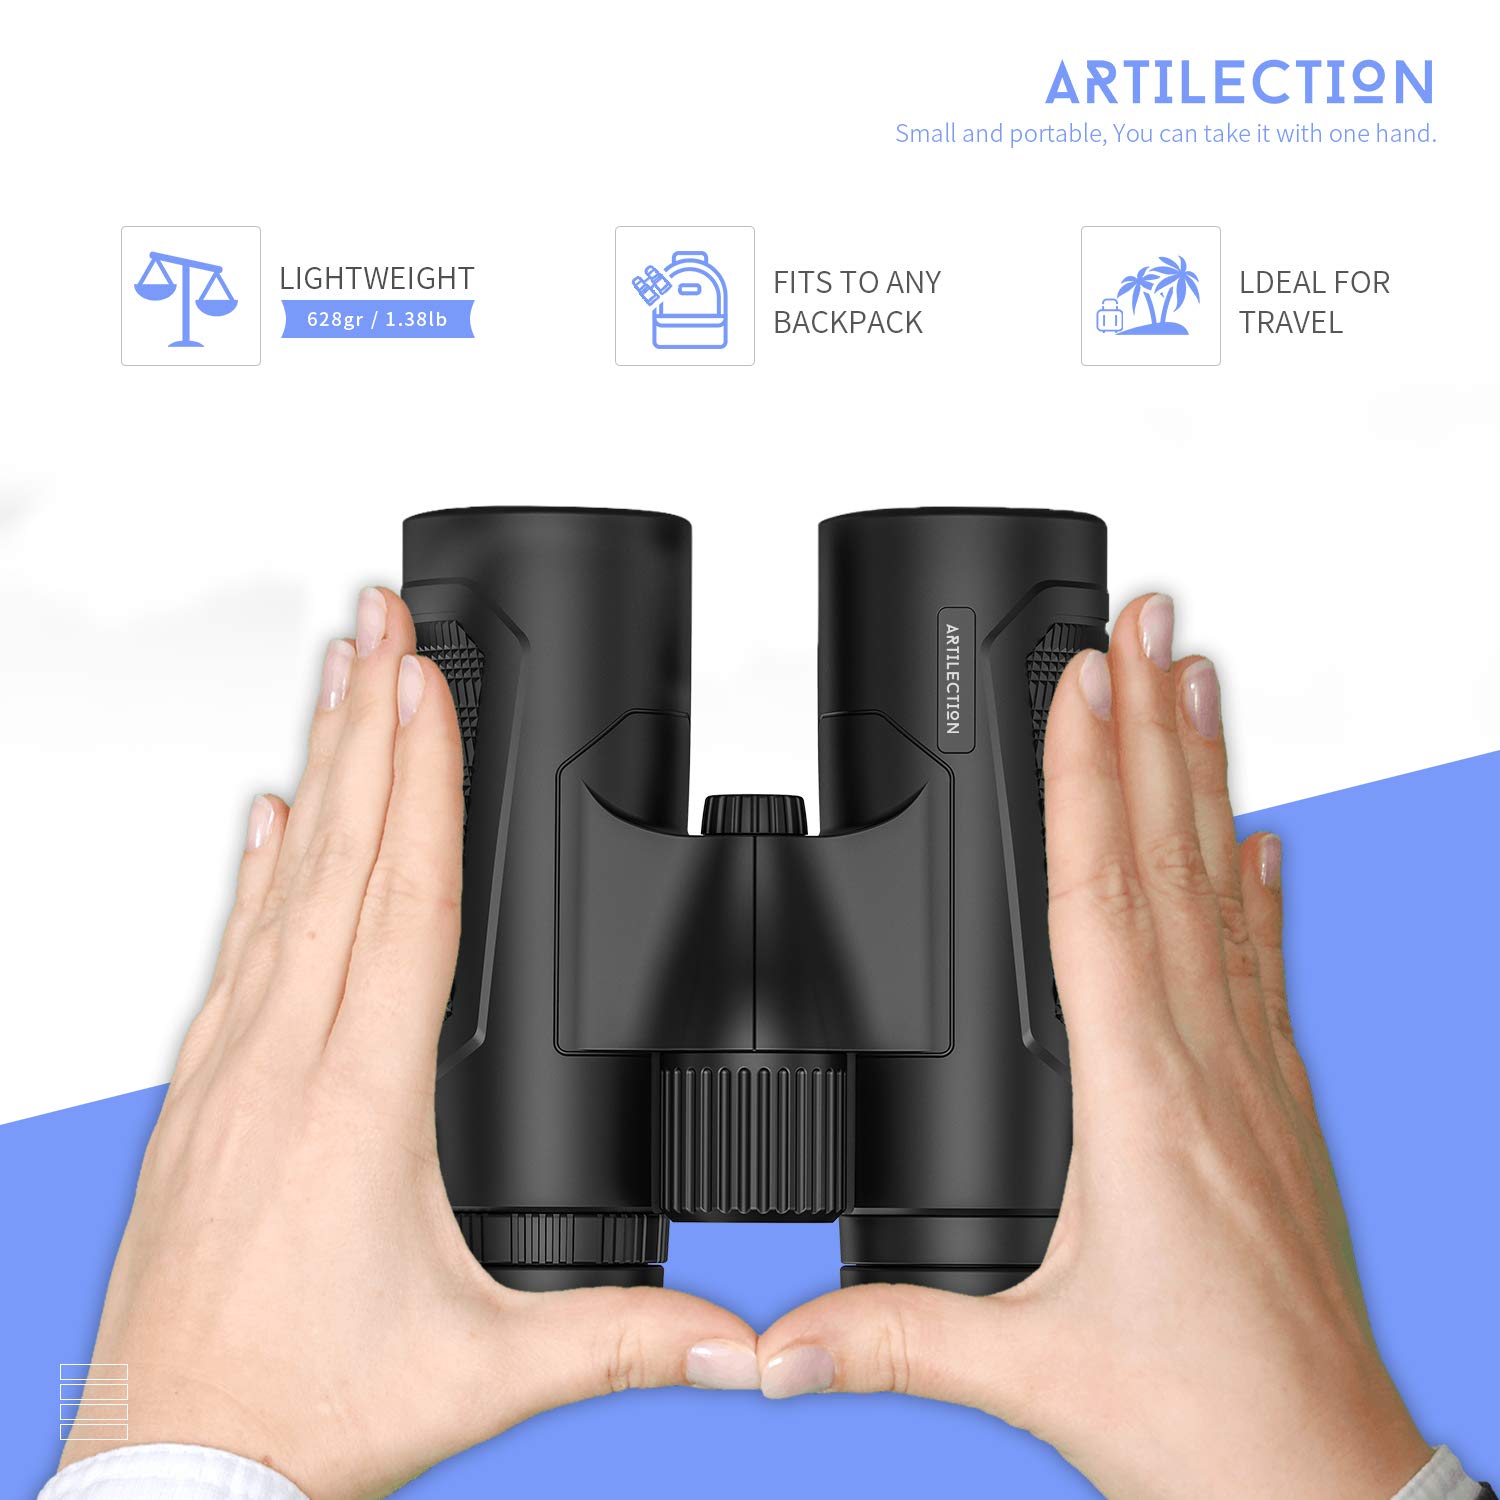 ARTILECTION
Small and portable, You can take it with one hand.
LIGHTWEIGHT
628gr / 1.38lb
FITS TO ANY
BACKPACK
LDEAL FOR
TRAVEL
ARTILECTION